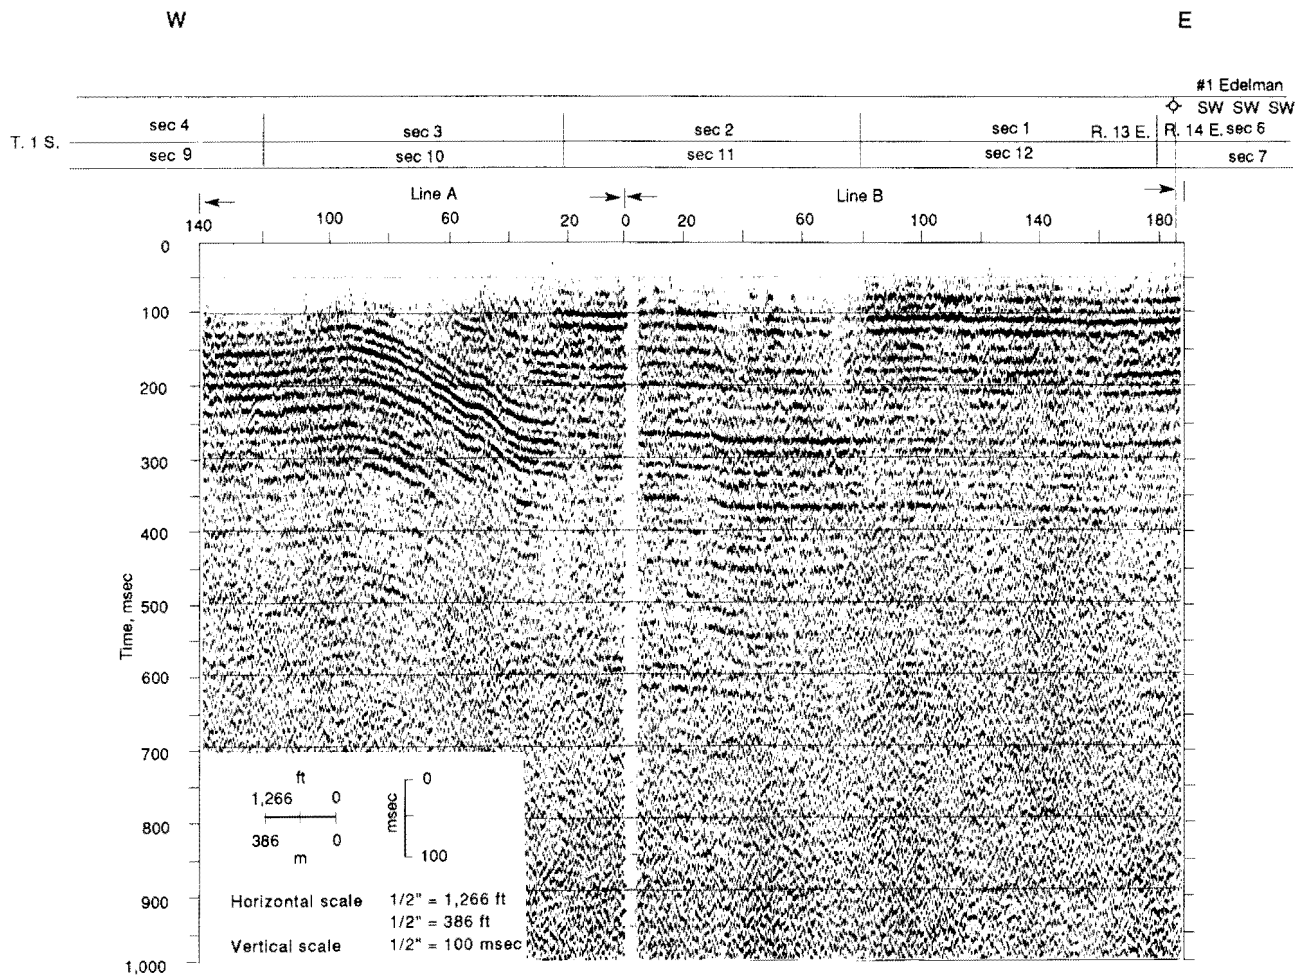 W E
#1 Edelman
SW SW SW
T. 1 S. sec 4 sec 3 sec 2 sec 1 R. 13 E. R. 14 E. sec 6
sec 9 sec 10 sec 11 sec 12 sec 7
Line A Line B
140 100 60 20 0 20 60 100 140 180
0
100
200
300
400
500
600
700
800
900
1,000
Time, msec
ft
1,266 0
386 0
m
0
msec
100
Horizontal scale 1/2" = 1,266 ft
1/2" = 386 ft
Vertical scale 1/2" = 100 msec